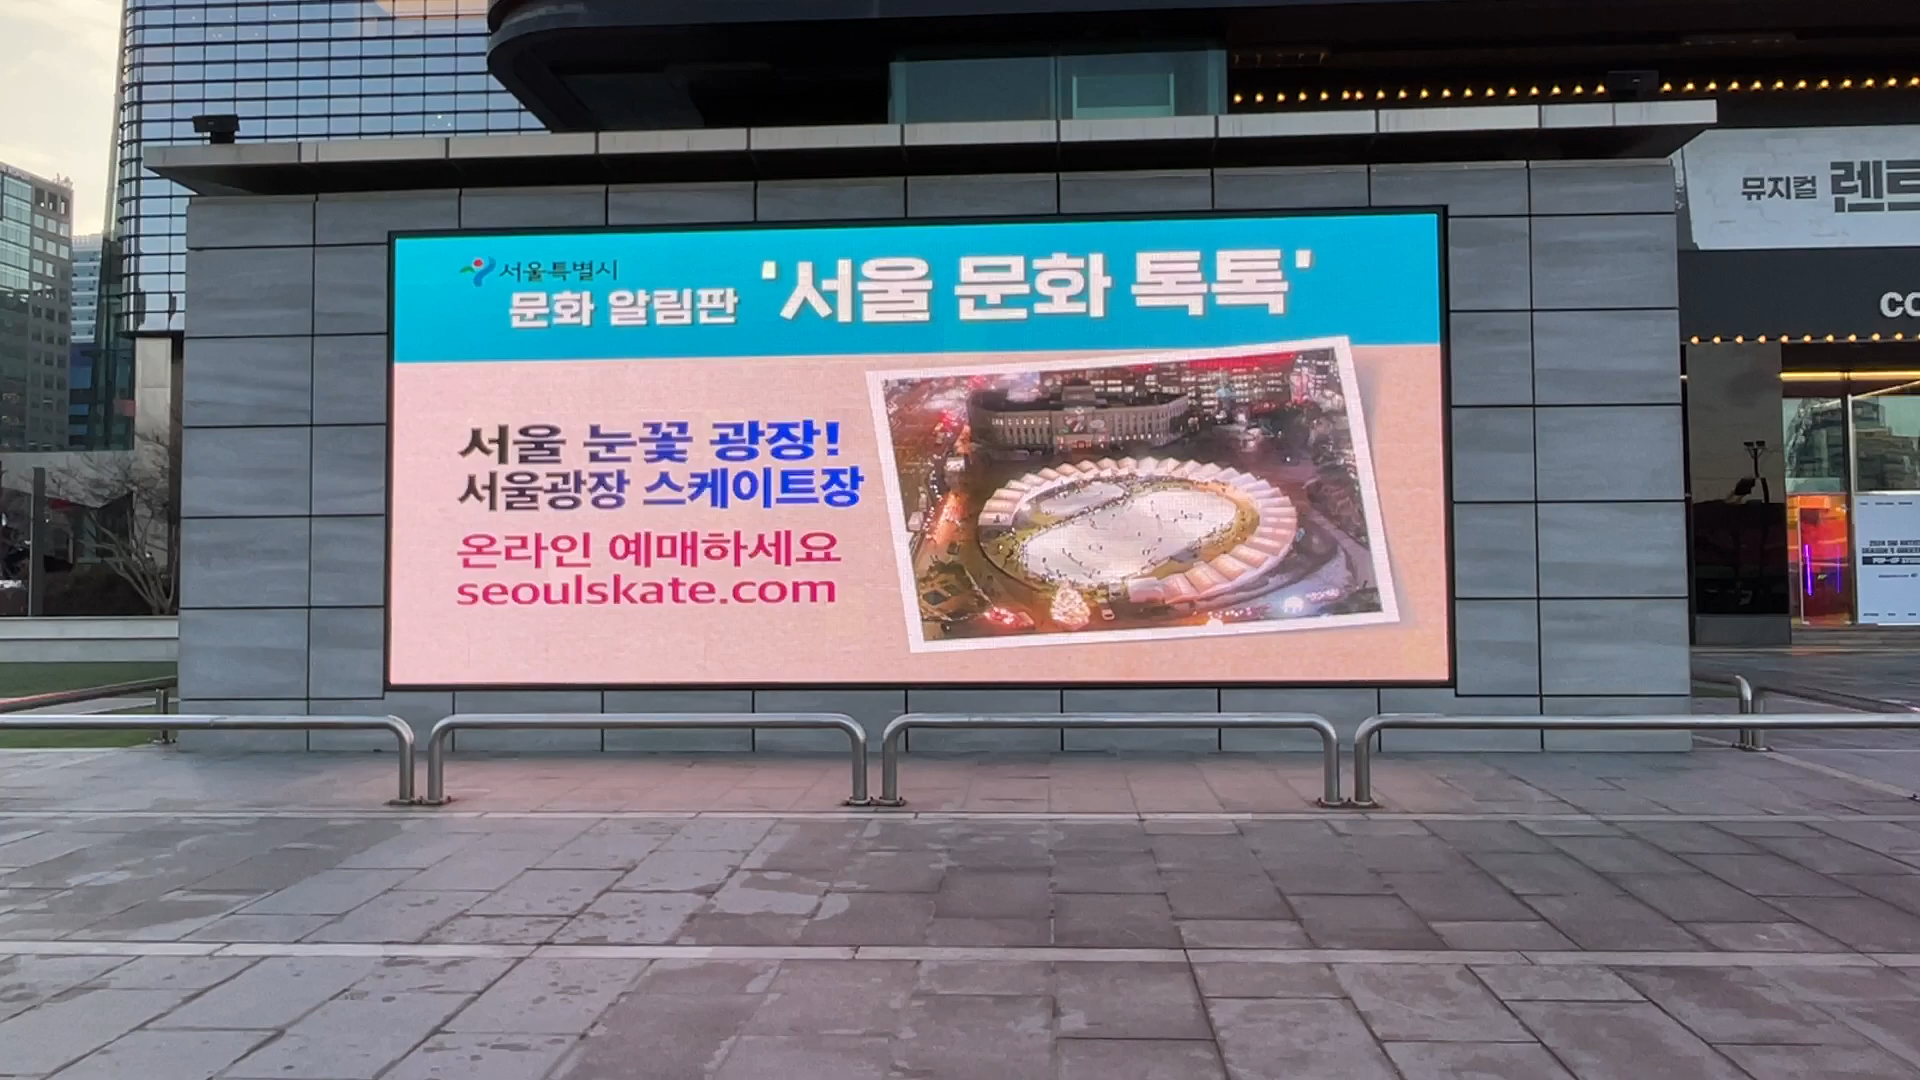 서울특별시
문화 알림판 '서울 문화 톡톡'
서울 눈꽃 광장!
서울광장 스케이트장
온라인 예매하세요
seoulskate.com
뮤지컬